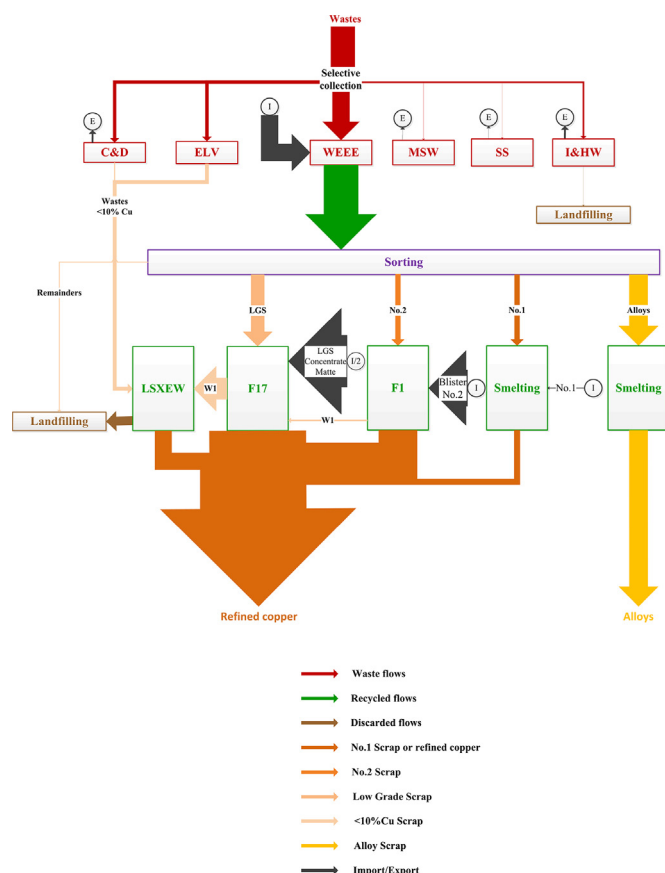 Wastes
Selective
collection
I
E
E
E
E
C&D
ELV
WEEE
MSW
SS
I&HW
Wastes
<10% Cu
Landfilling
Sorting
Remainders
LGS
No.2
No.1
Alloys
LSXEW
W1
F17
LGS
Concentrate
Matte
I/2
F1
Blister
No.2
I
Smelting
No.1
I
Smelting
W1
Landfilling
Refined copper
Alloys
Waste flows
Recycled flows
Discarded flows
No.1 Scrap or refined copper
No.2 Scrap
Low Grade Scrap
<10%Cu Scrap
Alloy Scrap
Import/Export